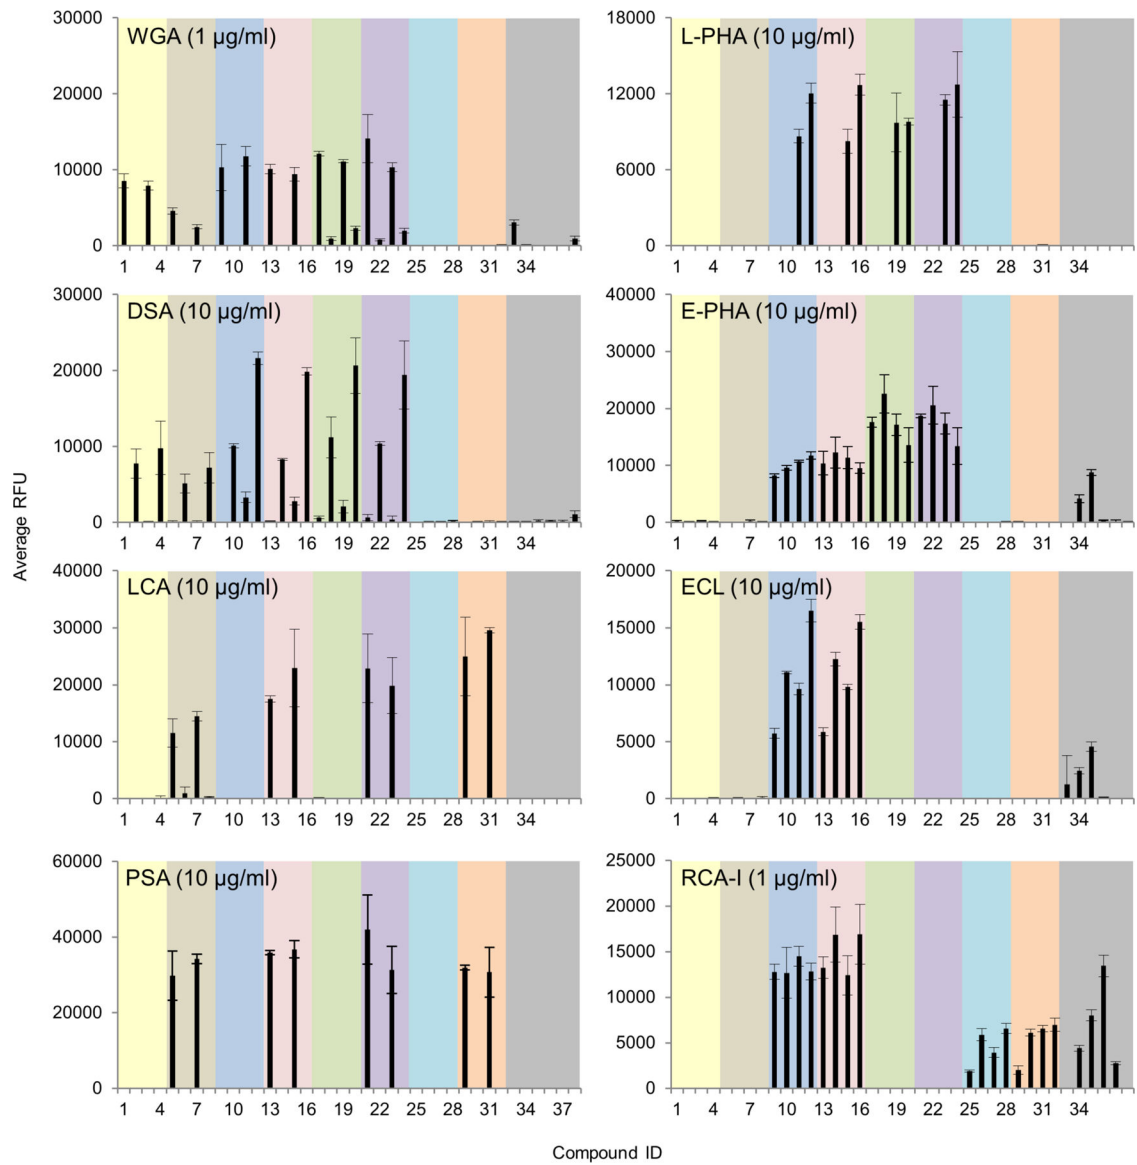 Average RFU
WGA (1 µg/ml)
30000
20000
10000
0
1 4 7 10 13 16 19 22 25 28 31 34
L-PHA (10 µg/ml)
18000
12000
6000
0
1 4 7 10 13 16 19 22 25 28 31 34
DSA (10 µg/ml)
30000
20000
10000
0
1 4 7 10 13 16 19 22 25 28 31 34
E-PHA (10 µg/ml)
40000
30000
20000
10000
0
1 4 7 10 13 16 19 22 25 28 31 34
LCA (10 µg/ml)
40000
30000
20000
10000
0
1 4 7 10 13 16 19 22 25 28 31 34
ECL (10 µg/ml)
20000
15000
10000
5000
0
1 4 7 10 13 16 19 22 25 28 31 34
PSA (10 µg/ml)
60000
40000
20000
0
1 4 7 10 13 16 19 22 25 28 31 34 37
RCA-I (1 µg/ml)
25000
20000
15000
10000
5000
0
1 4 7 10 13 16 19 22 25 28 31 34
Compound ID